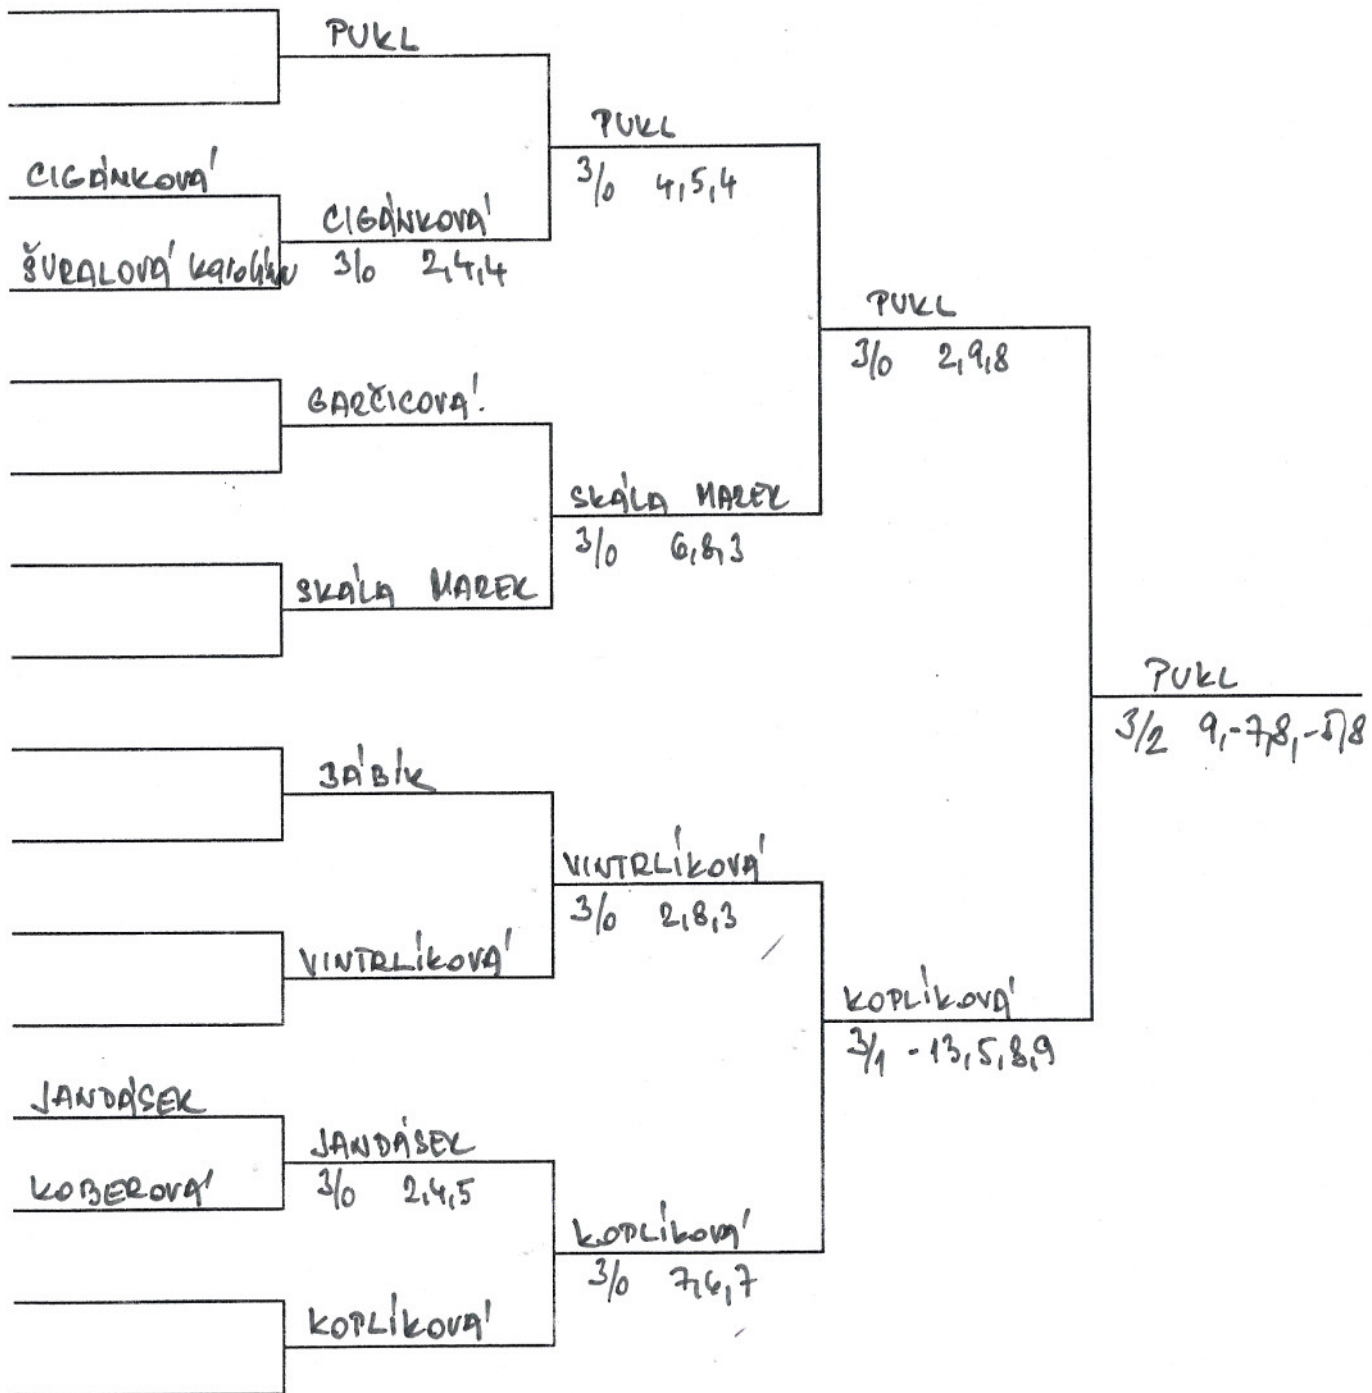 PUKL
PUKL
3/0 4,5,4
CIGÁNKOVÁ
CIGÁNKOVÁ
3/0 2,4,4
ŠVRALOVÁ
PUKL
3/0 2,9,8
GARČICOVÁ
SKÁLA MAREK
3/0 6,8,3
SKÁLA MAREK
PUKL
3/2 9,-7,8,-5,8
BÁBÍK
VINTRLÍKOVÁ
3/0 2,8,3
VINTRLÍKOVÁ
KOPLÍKOVÁ
3/1 -13,5,8,9
JANDÁSEK
JANDÁSEK
3/0 2,4,5
KOBEROVÁ
KOPLÍKOVÁ
3/0 7,6,7
KOPLÍKOVÁ